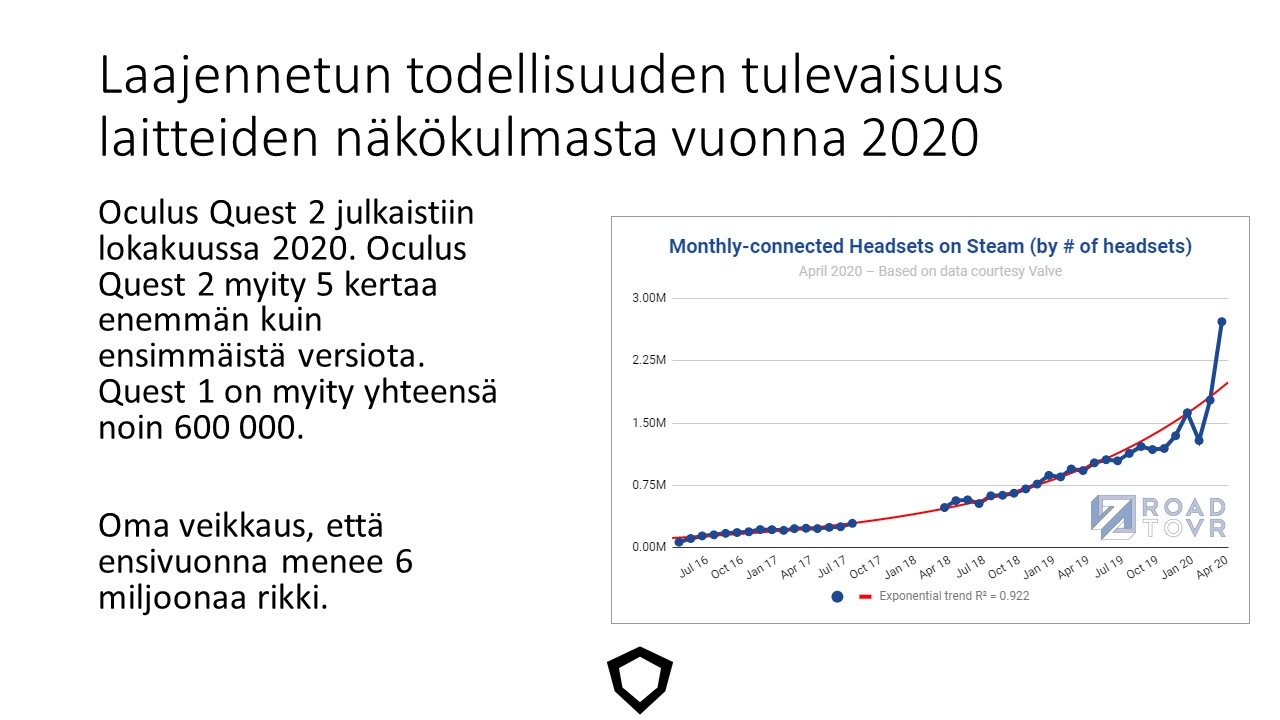 Laajennetun todellisuuden tulevaisuus
laitteiden näkökulmasta vuonna 2020
Oculus Quest 2 julkaistiin
lokakuussa 2020. Oculus
Quest 2 myity 5 kertaa
enemmän kuin
ensimmäistä versiota.
Quest 1 on myity yhteensä
noin 600 000.
Oma veikkaus, että
ensivuonna menee 6
miljoonaa rikki.
Monthly-connected Headsets on Steam (by # of headsets)
April 2020 – Based on data courtesy Valve
3.00M
2.25M
1.50M
0.75M
0.00M
Jul 16 Oct 16 Jan 17 Apr 17 Jul 17 Oct 17 Jan 18 Apr 18 Jul 18 Oct 18 Jan 19 Apr 19 Jul 19 Oct 19 Jan 20 Apr 20
ROAD
TOVR
Exponential trend R² = 0.922